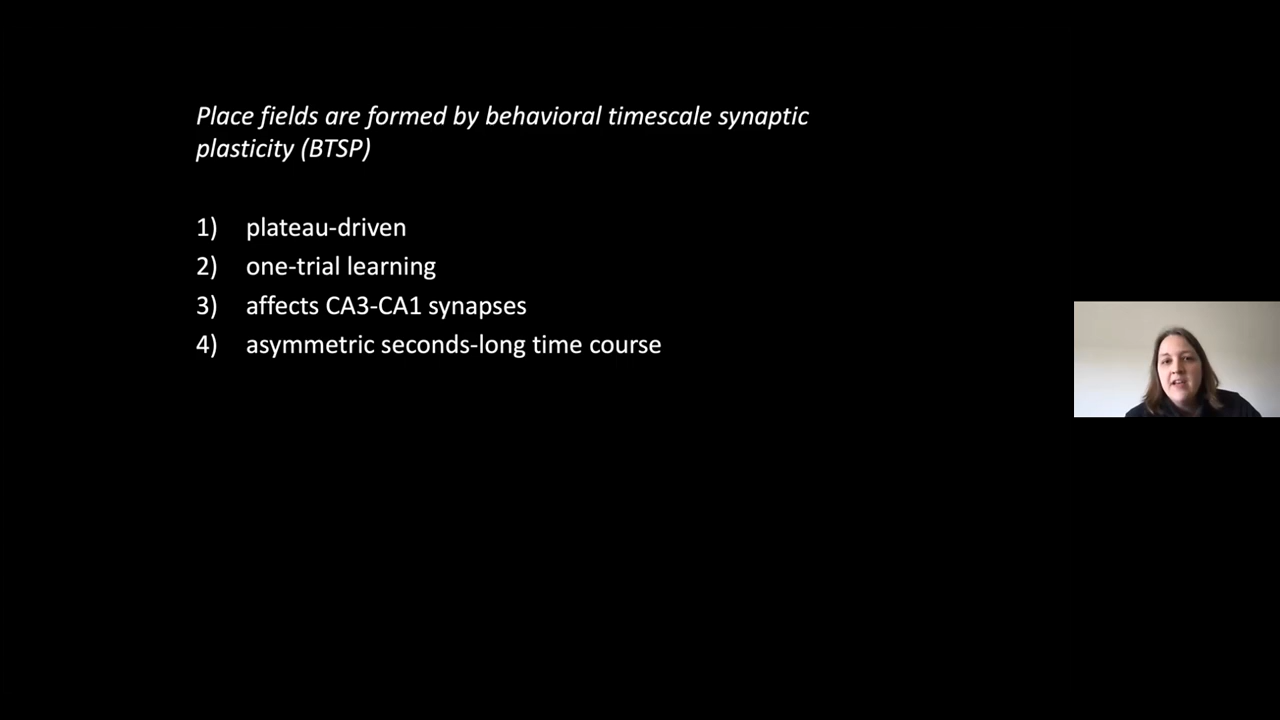 Place fields are formed by behavioral timescale synaptic
plasticity (BTSP)
1) plateau-driven
2) one-trial learning
3) affects CA3-CA1 synapses
4) asymmetric seconds-long time course